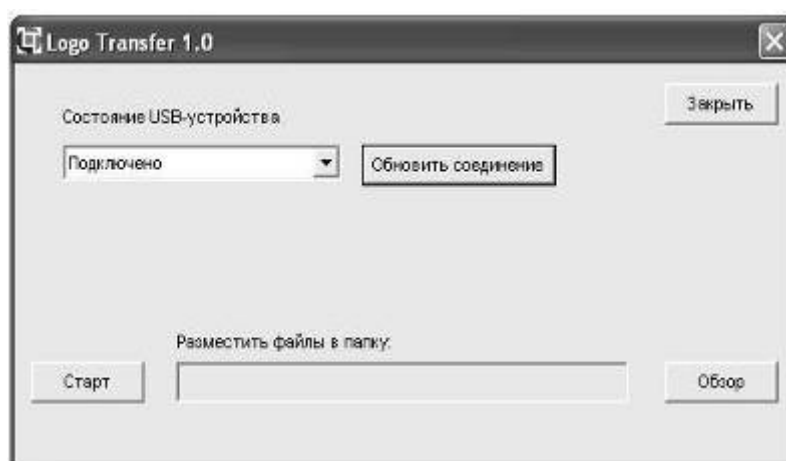 Logo Transfer 1.0
Закрыть
Состояние USB-устройства
Подключено
Обновить соединение
Разместить файлы в папку:
Старт
Обзор